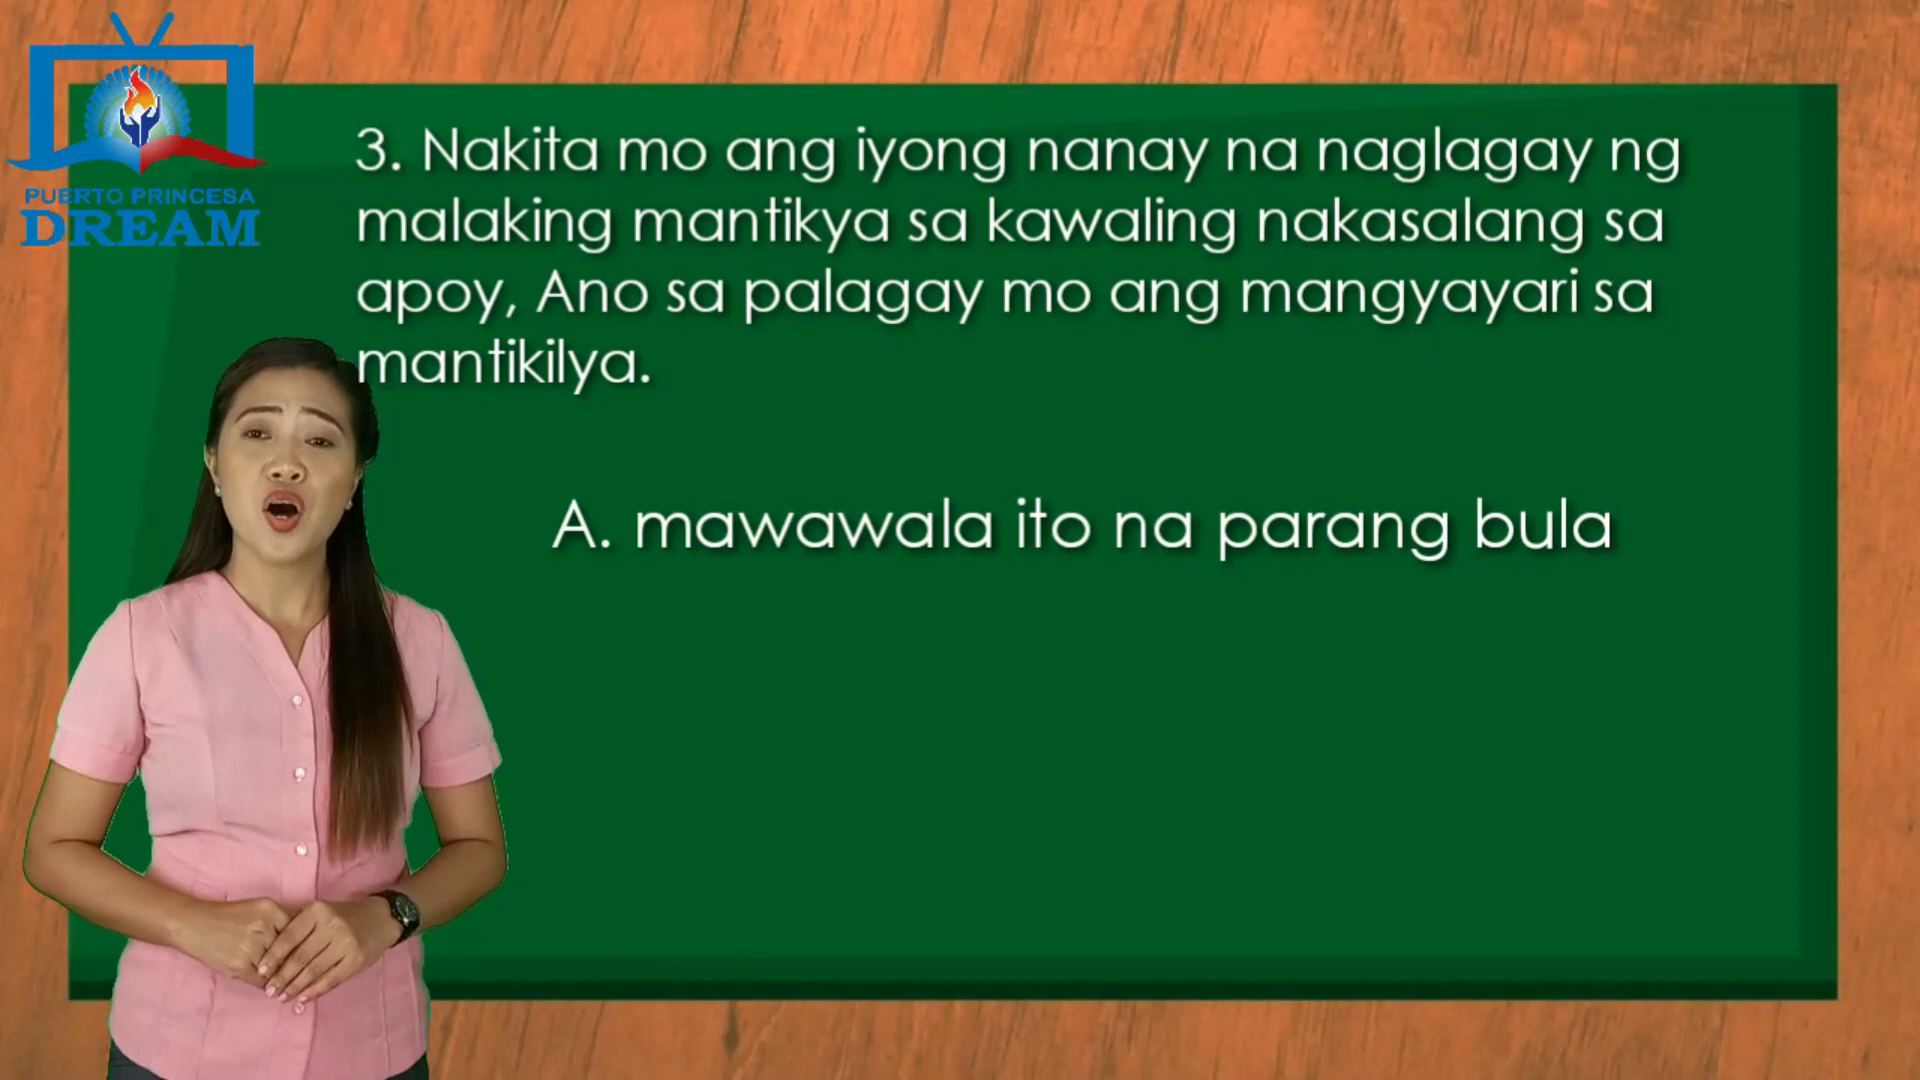 PUERTO PRINCESA
DREAM
3. Nakita mo ang iyong nanay na naglagay ng
malaking mantikya sa kawaling nakasalang sa
apoy, Ano sa palagay mo ang mangyayari sa
mantikilya.
A. mawawala ito na parang bula